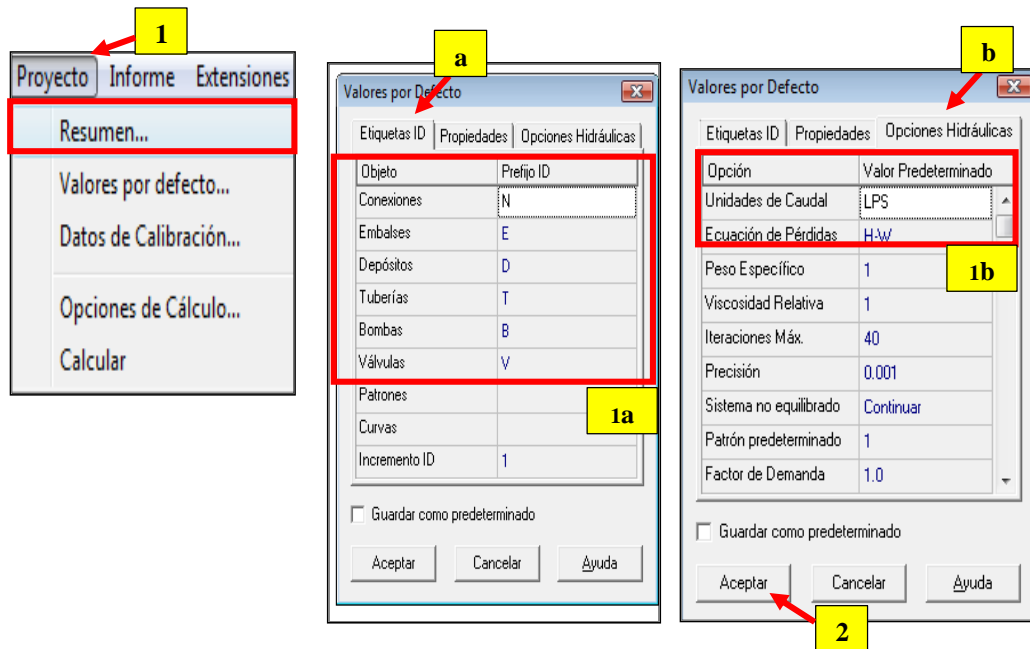 1
Proyecto Informe Extensiones
Resumen...
Valores por defecto...
Datos de Calibración...
Opciones de Cálculo...
Calcular
a
Valores por Defecto
Etiquetas ID Propiedades Opciones Hidráulicas
Objeto Prefijo ID
Conexiones N
Embalses E
Depósitos D
Tuberías T
Bombas B
Válvulas V
Patrones
Curvas
Incremento ID 1
1a
Guardar como predeterminado
Aceptar Cancelar Ayuda
b
Valores por Defecto
Etiquetas ID Propiedades Opciones Hidráulicas
Opción Valor Predeterminado
Unidades de Caudal LPS
Ecuación de Pérdidas H-W
Peso Específico 1
1b
Viscosidad Relativa 1
Iteraciones Máx. 40
Precisión 0.001
Sistema no equilibrado Continuar
Patrón predeterminado 1
Factor de Demanda 1.0
Guardar como predeterminado
Aceptar Cancelar Ayuda
2